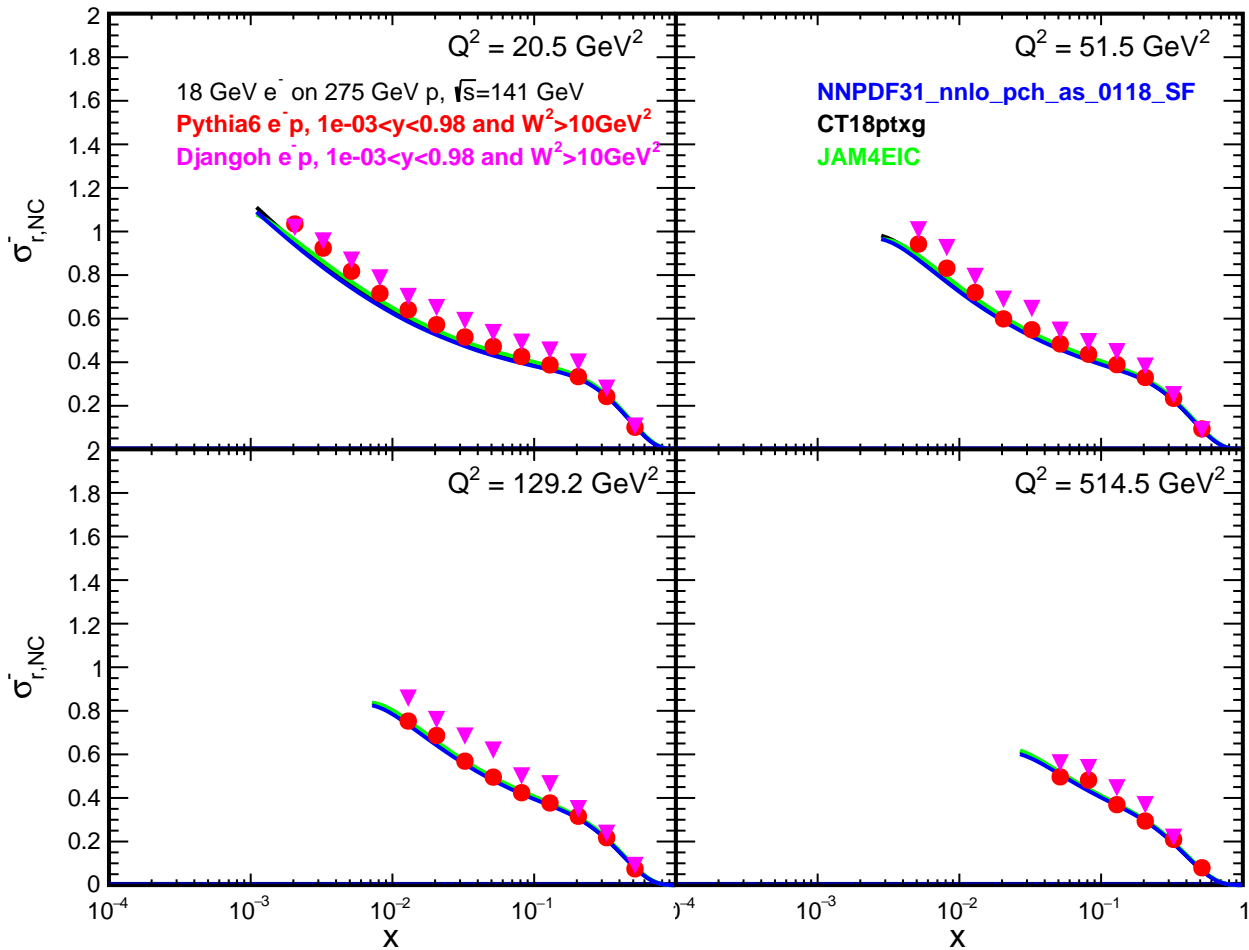 Q² = 20.5 GeV²
18 GeV e⁻ on 275 GeV p, √s=141 GeV
Pythia6 e⁻p, 1e-03<y<0.98 and W²>10GeV²
Djangoh e⁻p, 1e-03<y<0.98 and W²>10GeV²
2
1.8
1.6
1.4
1.2
1
0.8
0.6
0.4
0.2
σ⁻r,NC
Q² = 51.5 GeV²
NNPDF31_nnlo_pch_as_0118_SF
CT18ptxg
JAM4EIC
Q² = 129.2 GeV²
2
2
1.8
1.6
1.4
1.2
1
0.8
0.6
0.4
0.2
0
σ⁻r,NC
10⁻⁴ 10⁻³ 10⁻² 10⁻¹
x
Q² = 514.5 GeV²
10⁻⁴ 10⁻³ 10⁻² 10⁻¹ 1
x